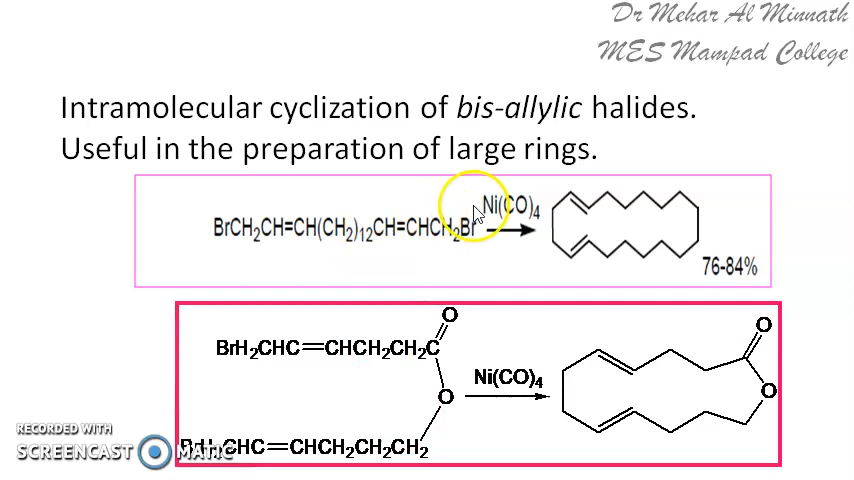 Dr Mehar Al Minnath
MES Mampad College
Intramolecular cyclization of bis-allylic halides.
Useful in the preparation of large rings.
BrCH₂CH=CH(CH₂)₁₂CH=CHCH₂Br
Ni(CO)₄
76-84%
O
BrH₂CHC=CHCH₂CH₂C
O
Ni(CO)₄
O
O
BrH₂CHC=CHCH₂CH₂CH₂
RECORDED WITH
SCREENCAST MATIC